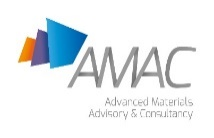 AMAC
Advanced Materials
Advisory & Consultancy